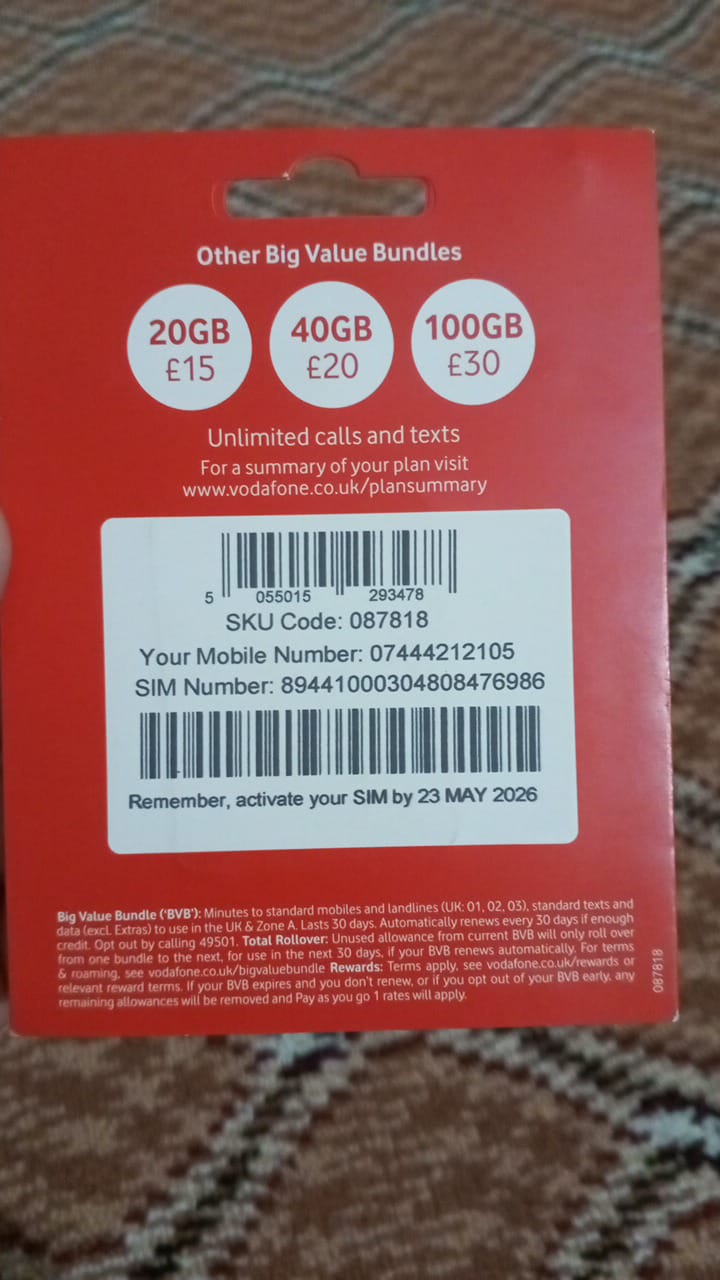 Other Big Value Bundles
20GB
£15
40GB
£20
100GB
£30
Unlimited calls and texts
For a summary of your plan visit
www.vodafone.co.uk/plansummary
5 055015 293478
SKU Code: 087818
Your Mobile Number: 07444212105
SIM Number: 89441000304808476986
Remember, activate your SIM by 23 MAY 2026
Big Value Bundle ('BVB'): Minutes to standard mobiles and landlines (UK: 01, 02, 03), standard texts and
data (excl. Extras) to use in the UK & Zone A. Lasts 30 days. Automatically renews every 30 days if enough
credit. Opt out by calling 49501. Total Rollover: Unused allowance from current BVB will only roll over
from one bundle to the next, for use in the next 30 days, if your BVB renews automatically. For terms
& roaming, see vodafone.co.uk/bigvaluebundle Rewards: Terms apply, see vodafone.co.uk/rewards or
relevant reward terms. If your BVB expires and you don't renew, or if you opt out of your BVB early, any
remaining allowances will be removed and Pay as you go 1 rates will apply.
087818